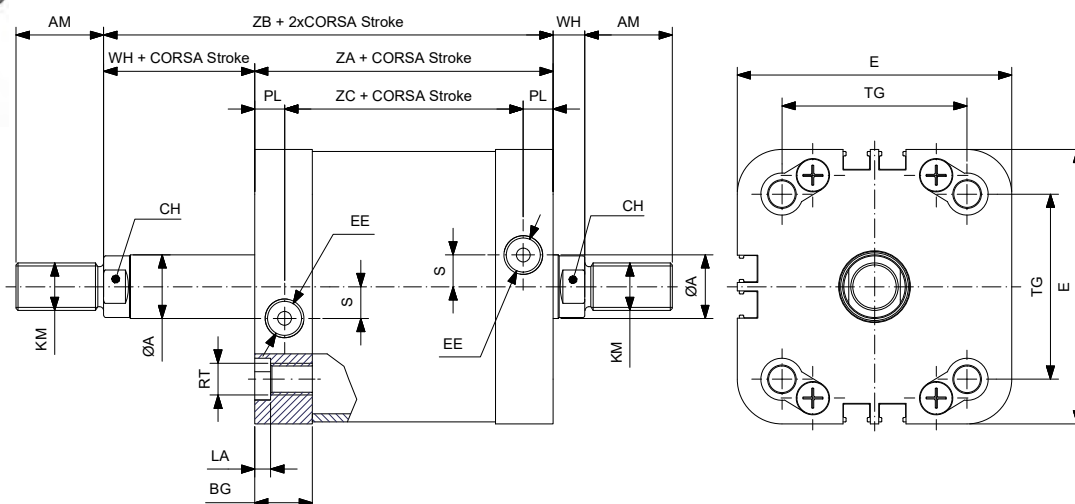 AM
ZB + 2xCORSA Stroke
WH
AM
WH + CORSA Stroke
ZA + CORSA Stroke
PL
ZC + CORSA Stroke
PL
E
TG
CH
EE
CH
S
S
ØA
KM
ØA
EE
KM
RT
LA
BG
TG
E